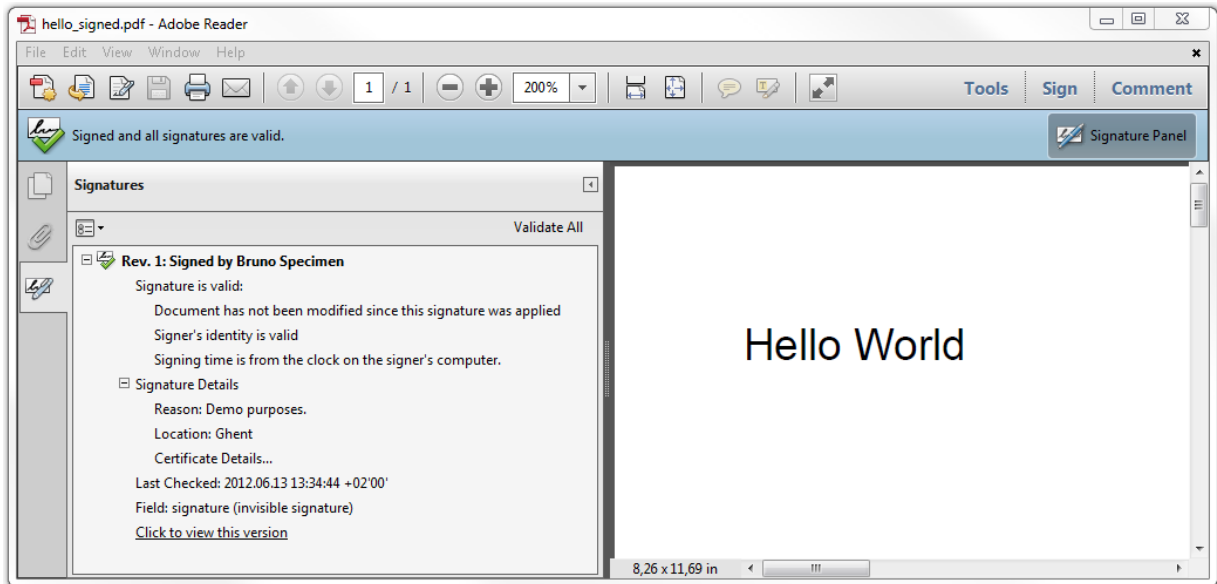 hello_signed.pdf - Adobe Reader
File Edit View Window Help
1 / 1 200% Tools Sign Comment
Signed and all signatures are valid. Signature Panel
Signatures
Validate All
Rev. 1: Signed by Bruno Specimen
Signature is valid:
Document has not been modified since this signature was applied
Signer's identity is valid
Signing time is from the clock on the signer's computer.
Signature Details
Reason: Demo purposes.
Location: Ghent
Certificate Details...
Last Checked: 2012.06.13 13:34:44 +02'00'
Field: signature (invisible signature)
Click to view this version
Hello World
8,26 x 11,69 in